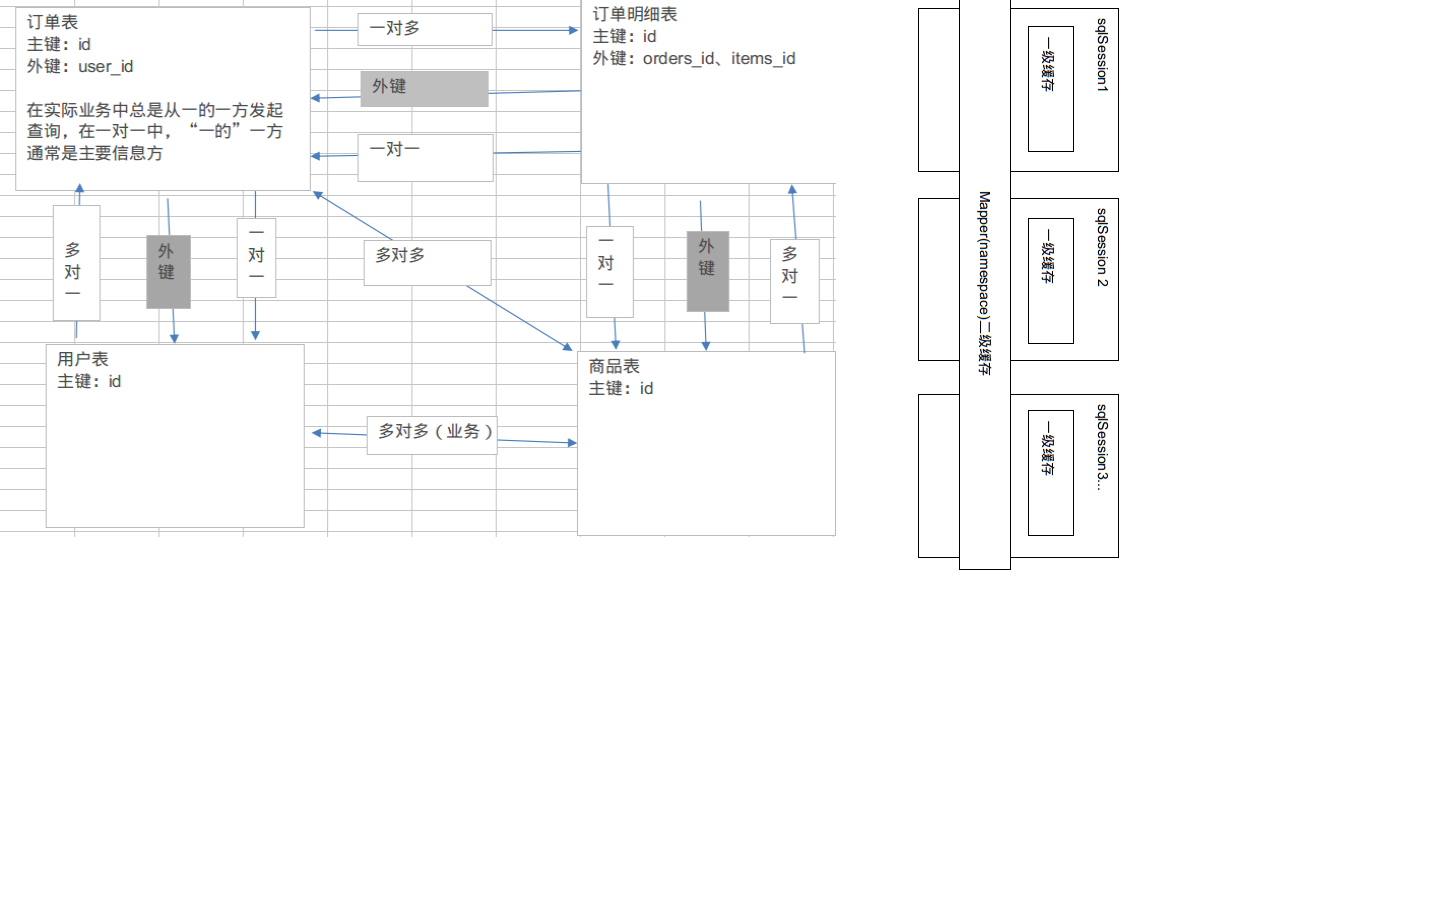 订单表
主键：id
外键：user_id
在实际业务中总是从一的一方发起
查询，在一对一中，“一的”一方
通常是主要信息方
一对多
外键
一对一
订单明细表
主键：id
外键：orders_id、items_id
多对一
外键
一对一
多对多
一对一
外键
多对一
用户表
主键：id
多对多（业务）
商品表
主键：id
sqlSession1
一级缓存
Mapper(namespace)二级缓存
sqlSession 2
一级缓存
sqlSession3...
一级缓存